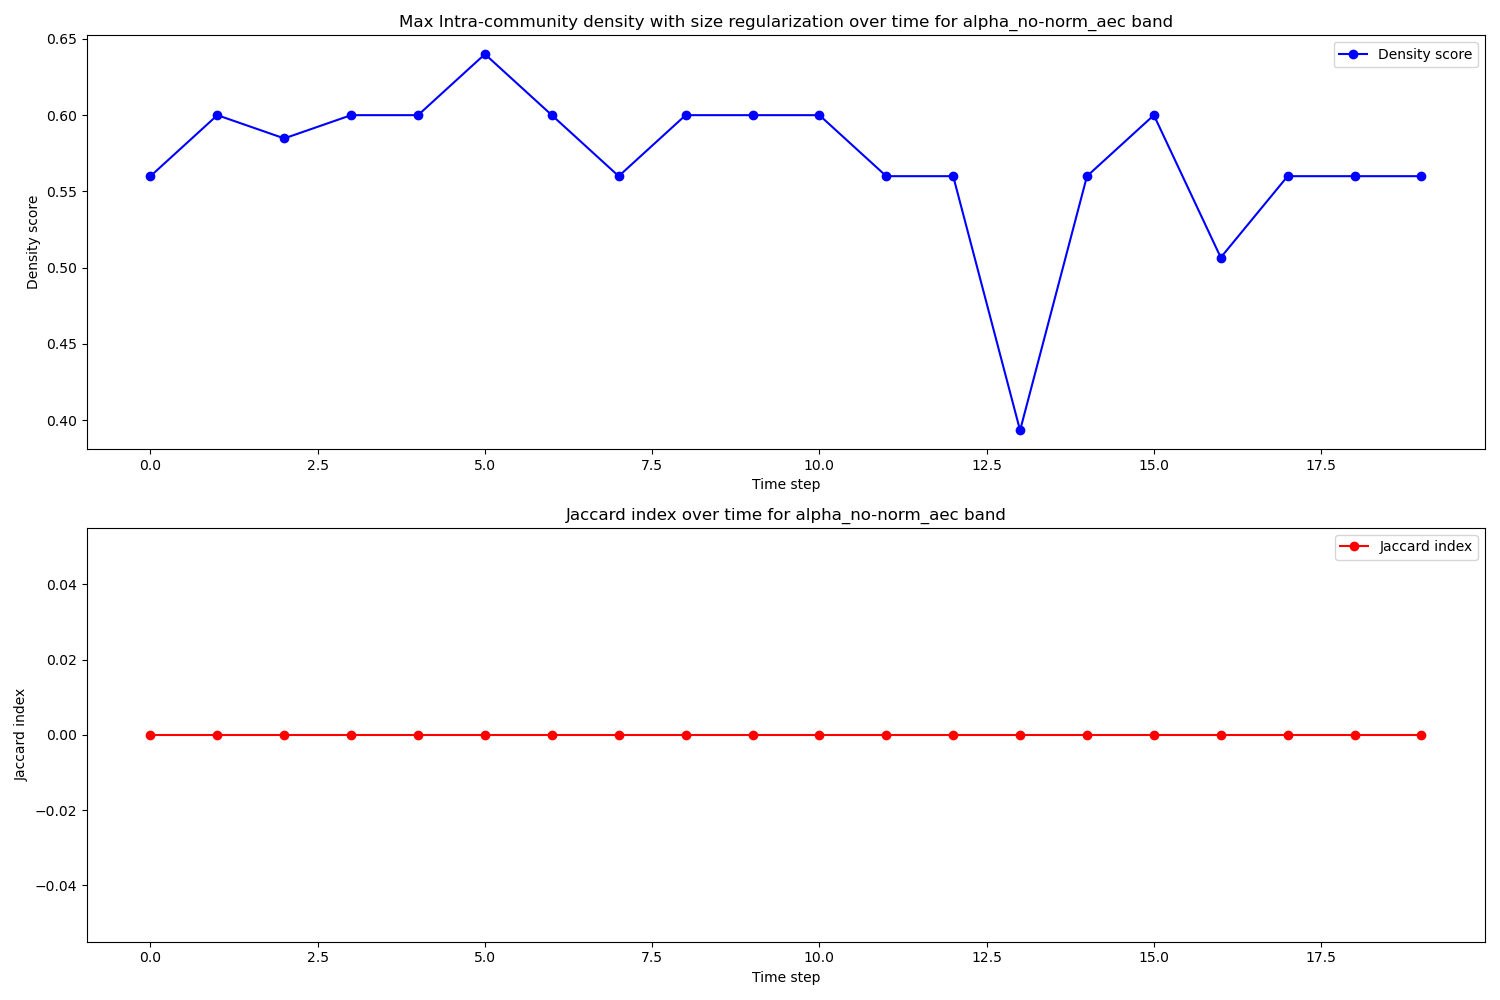 Max Intra-community density with size regularization over time for alpha_no-norm_aec band
Density score
0.65
0.60
0.55
0.50
0.45
0.40
Density score
0.0 2.5 5.0 7.5 10.0 12.5 15.0 17.5
Time step
Jaccard index over time for alpha_no-norm_aec band
Jaccard index
0.04
0.02
0.00
−0.02
−0.04
Jaccard index
0.0 2.5 5.0 7.5 10.0 12.5 15.0 17.5
Time step